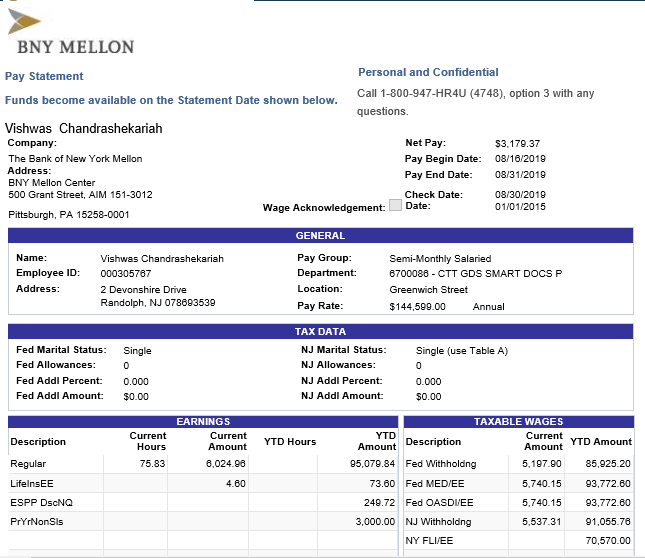 BNY MELLON
Pay Statement
Personal and Confidential
Funds become available on the Statement Date shown below.
Call 1-800-947-HR4U (4748), option 3 with any
questions.
Vishwas Chandrashekariah
Company:
Net Pay: $3,179.37
The Bank of New York Mellon
Pay Begin Date: 08/16/2019
Address:
BNY Mellon Center
Pay End Date: 08/31/2019
500 Grant Street, AIM 151-3012
Check Date: 08/30/2019
Wage Acknowledgement: Date: 01/01/2015
Pittsburgh, PA 15258-0001
GENERAL
Name: Vishwas Chandrashekariah Pay Group: Semi-Monthly Salaried
Employee ID: 000305767 Department: 6700086 - CTT GDS SMART DOCS P
Address: 2 Devonshire Drive Location: Greenwich Street
Randolph, NJ 078693539 Pay Rate: $144,599.00 Annual
TAX DATA
Fed Marital Status: Single NJ Marital Status: Single (use Table A)
Fed Allowances: 0 NJ Allowances: 0
Fed Addl Percent: 0.000 NJ Addl Percent: 0.000
Fed Addl Amount: $0.00 NJ Addl Amount: $0.00
EARNINGS TAXABLE WAGES
Description Current Hours Current Amount YTD Hours YTD Amount Description Current Amount YTD Amount
Regular 75.83 6,024.96 95,079.84 Fed Withholdng 5,197.90 85,925.20
LifeInsEE 4.60 73.60 Fed MED/EE 5,740.15 93,772.60
ESPP DscNQ 249.72 Fed OASDI/EE 5,740.15 93,772.60
PrYrNonSls 3,000.00 NJ Withholdng 5,537.31 91,055.76
NY FLI/EE 70,570.00